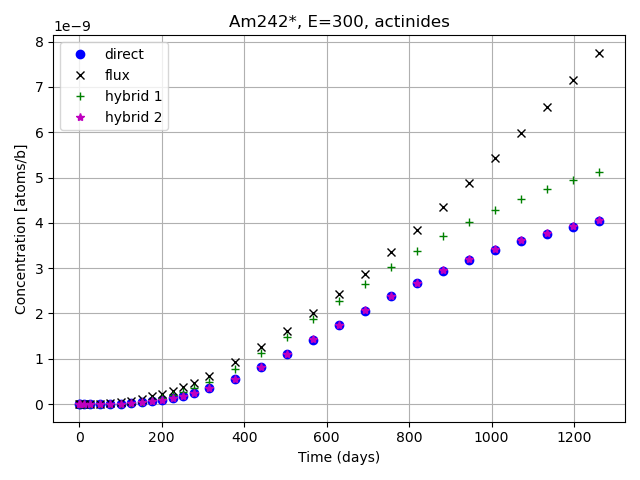 Am242*, E=300, actinides
1e−9
8
7
6
5
4
3
2
1
0
Concentration [atoms/b]
direct
flux
hybrid 1
hybrid 2
0 200 400 600 800 1000 1200
Time (days)